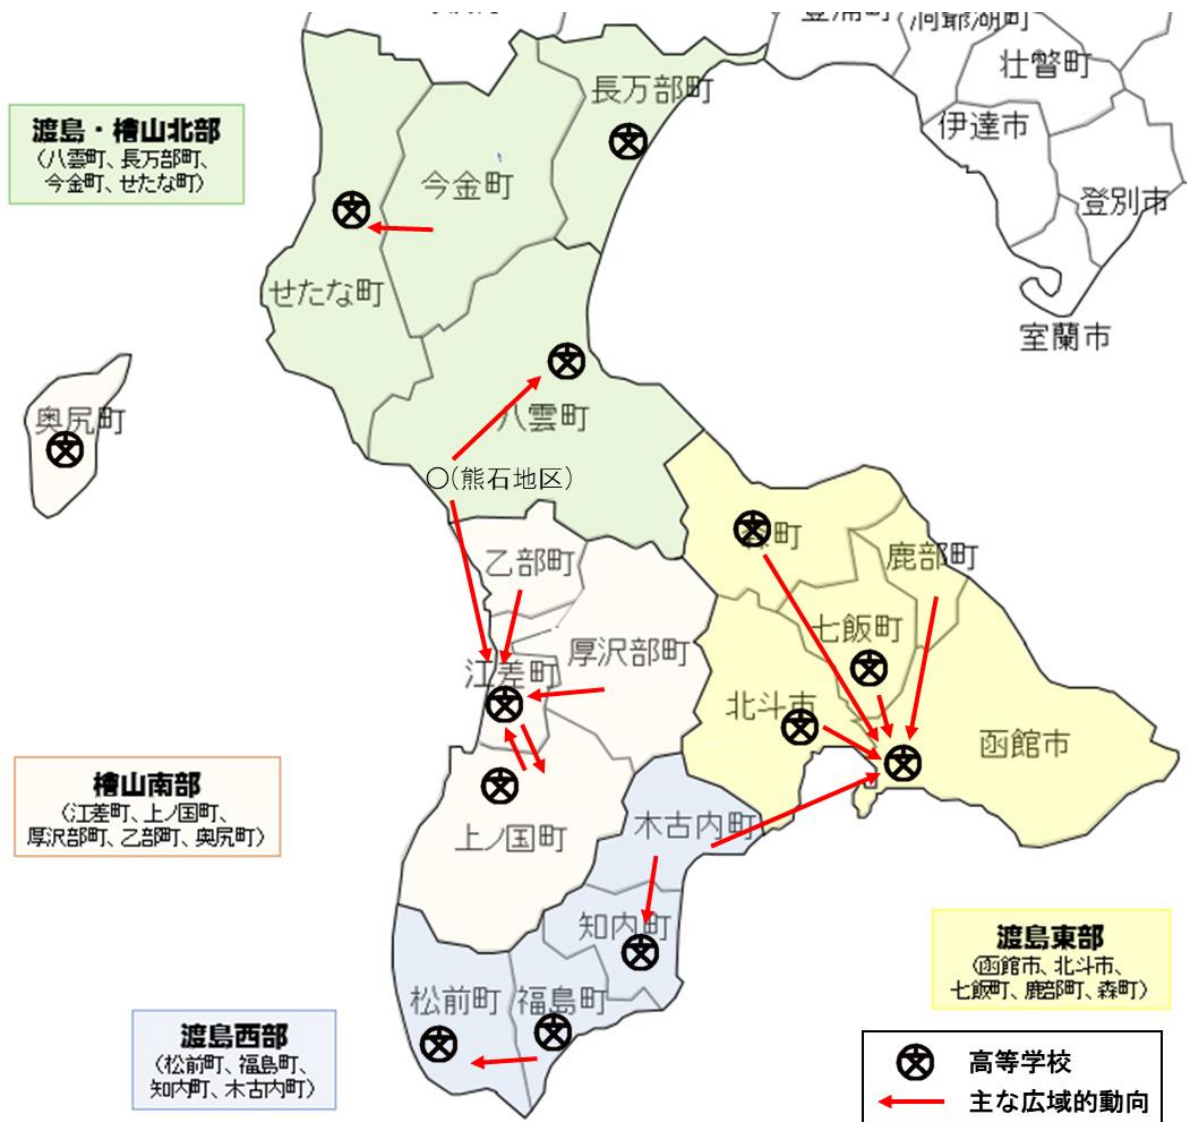 洞爺湖町
壮瞥町
長万部町
伊達市
渡島・檜山北部
(八雲町、長万部町、
今金町、せたな町)
今金町
登別市
せたな町
室蘭市
奥尻町
八雲町
○(熊石地区)
森町
乙部町
鹿部町
七飯町
厚沢部町
江差町
北斗市
函館市
檜山南部
(江差町、上ノ国町、
厚沢部町、乙部町、奥尻町)
木古内町
上ノ国町
知内町
渡島東部
(函館市、北斗市、
七飯町、鹿部町、森町)
松前町
福島町
渡島西部
(松前町、福島町、
知内町、木古内町)
高等学校
主な広域的動向